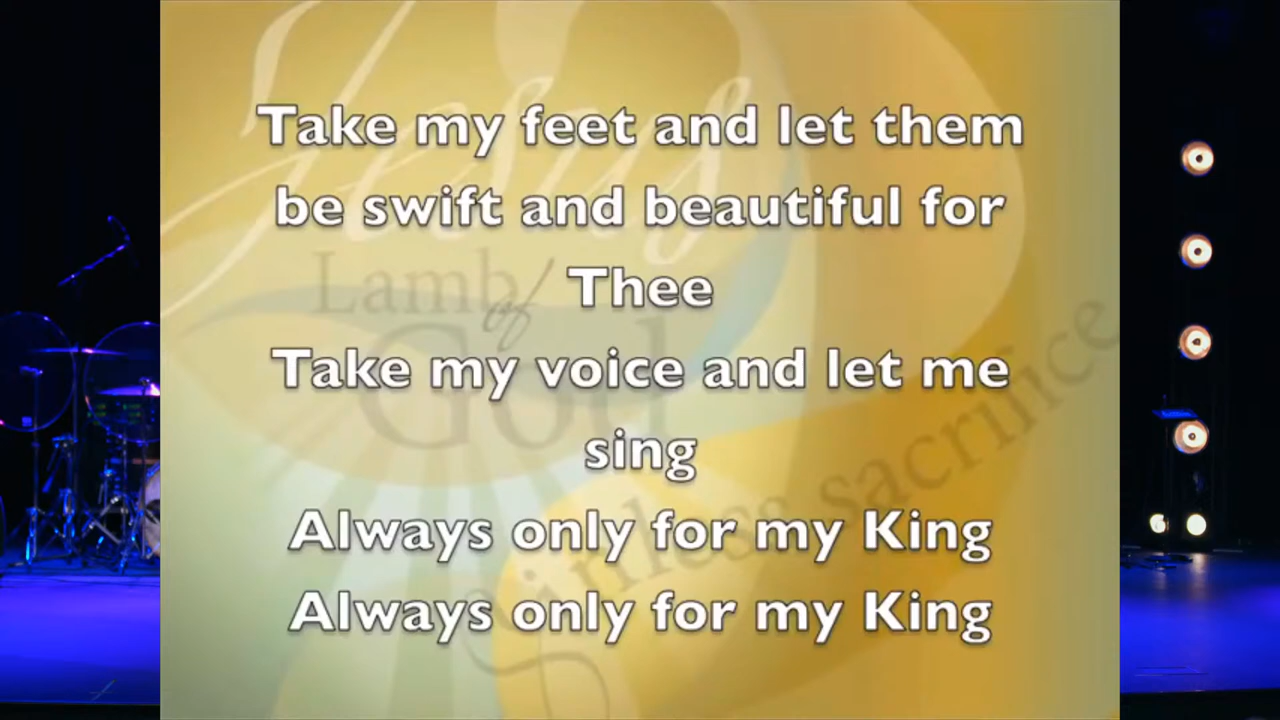 Jesus
Take my feet and let them
be swift and beautiful for
Lamb of God
Thee
Take my voice and let me
sing
Always only for my King
Always only for my King
Sinless sacrifice